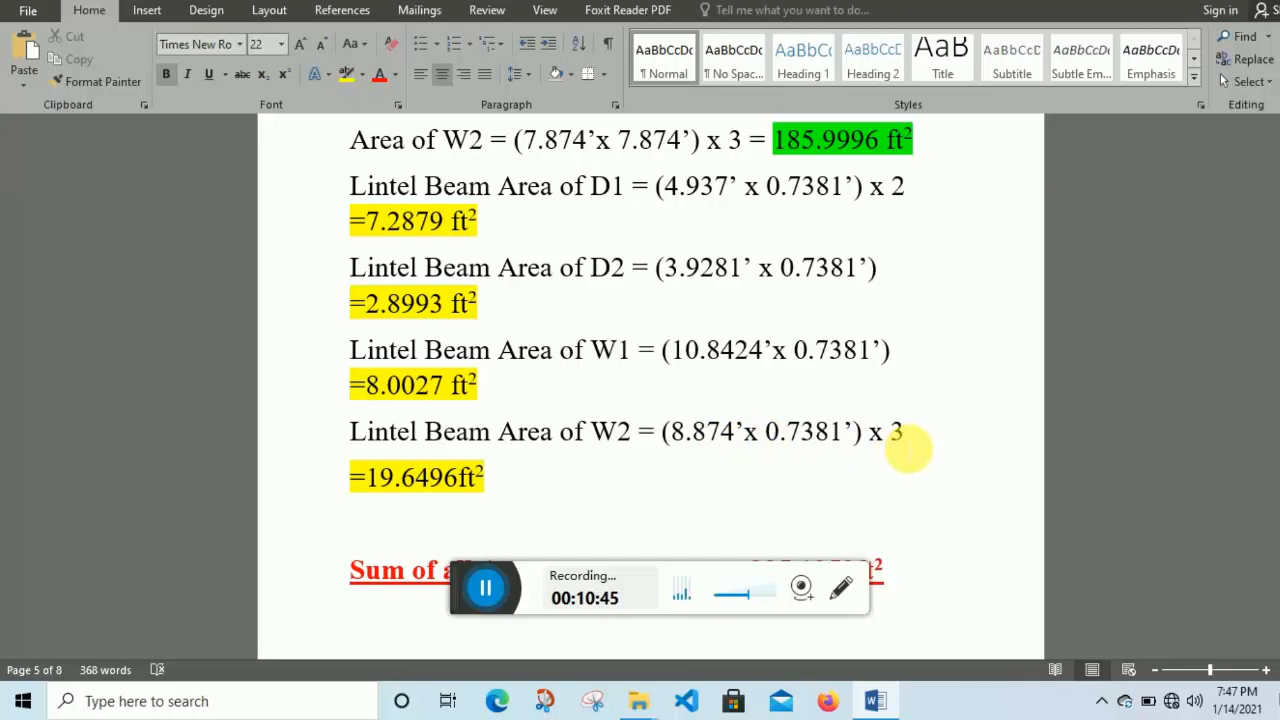 File Home Insert Design Layout References Mailings Review View Foxit Reader PDF Tell me what you want to do... Sign in
Cut
Copy
Format Painter
Paste
Times New Ro 22 Aa
B I U abc x₂ x² A A
AaBbCcDc AaBbCcDc AaBbCc AaBbCcC AaB AaBbCcC AaBbCcDc AaBbCcDc
¶ Normal ¶ No Spac... Heading 1 Heading 2 Title Subtitle Subtle Em... Emphasis
Find
Replace
Select
Clipboard Font Paragraph Styles Editing
Area of W2 = (7.874’x 7.874’) x 3 = 185.9996 ft²
Lintel Beam Area of D1 = (4.937’ x 0.7381’) x 2
=7.2879 ft²
Lintel Beam Area of D2 = (3.9281’ x 0.7381’)
=2.8993 ft²
Lintel Beam Area of W1 = (10.8424’x 0.7381’)
=8.0027 ft²
Lintel Beam Area of W2 = (8.874’x 0.7381’) x 3
=19.6496ft²
Sum of
Recording...
00:10:45
Page 5 of 8 368 words
Type here to search
7:47 PM
1/14/2021